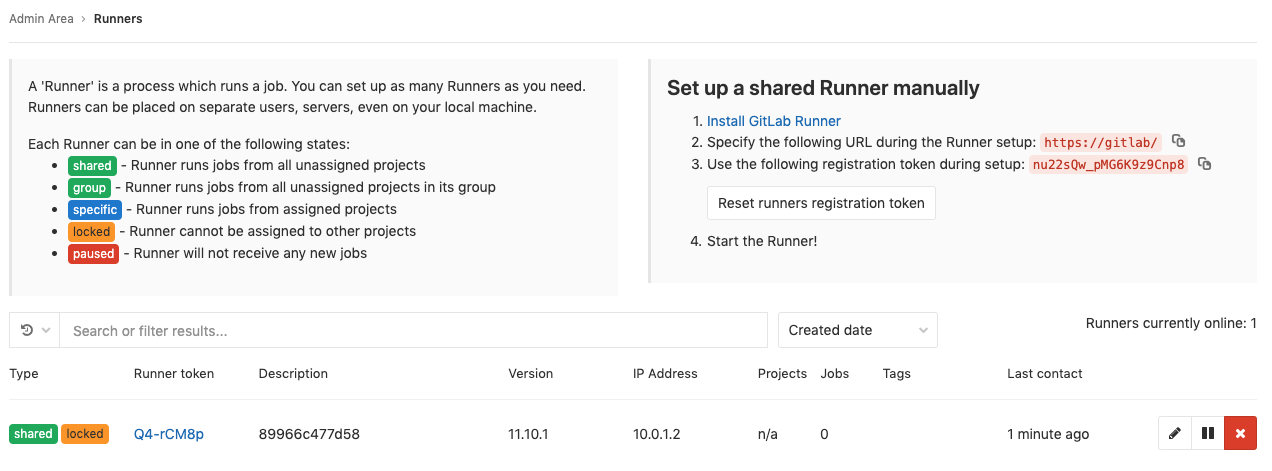 Admin Area › Runners
A 'Runner' is a process which runs a job. You can set up as many Runners as you need.
Runners can be placed on separate users, servers, even on your local machine.
Each Runner can be in one of the following states:
• shared - Runner runs jobs from all unassigned projects
• group - Runner runs jobs from all unassigned projects in its group
• specific - Runner runs jobs from assigned projects
• locked - Runner cannot be assigned to other projects
• paused - Runner will not receive any new jobs
Set up a shared Runner manually
1. Install GitLab Runner
2. Specify the following URL during the Runner setup: https://gitlab/
3. Use the following registration token during setup: nu22sQw_pMG6K9z9Cnp8
Reset runners registration token
4. Start the Runner!
Search or filter results...
Created date
Runners currently online: 1
Type Runner token Description Version IP Address Projects Jobs Tags Last contact
shared locked Q4-rCM8p 89966c477d58 11.10.1 10.0.1.2 n/a 0 1 minute ago